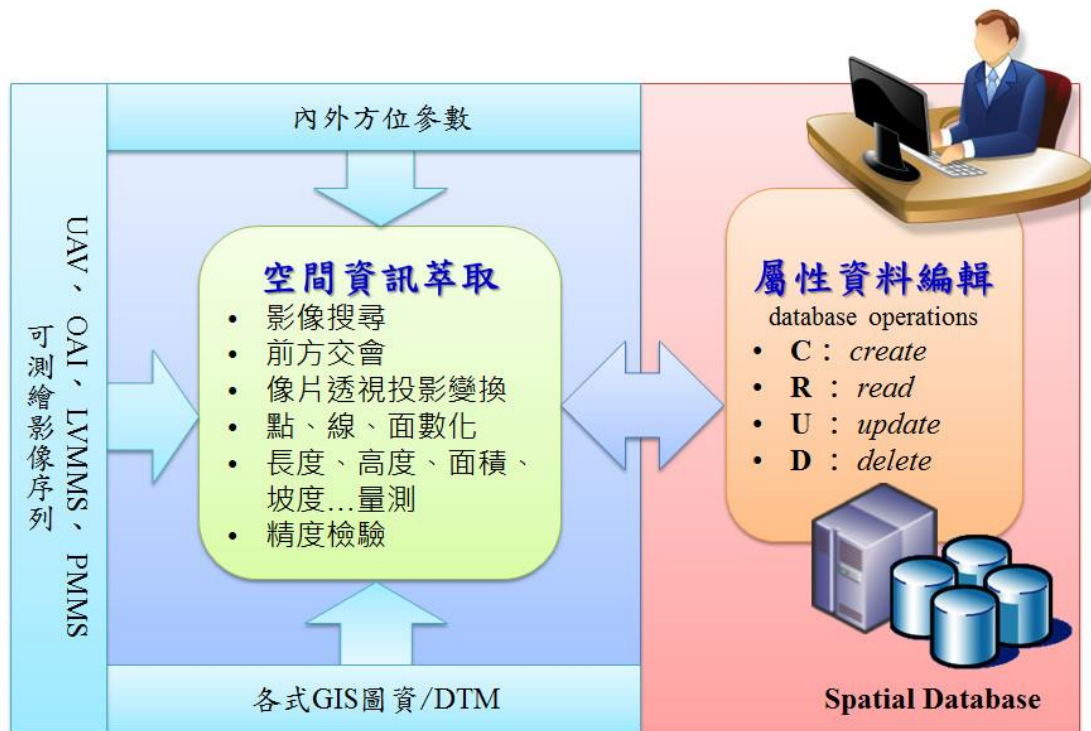 內外方位參數
UAV、OAI、LVMMS、PMMS
可測繪影像序列
空間資訊萃取
• 影像搜尋
• 前方交會
• 像片透視投影變換
• 點、線、面數化
• 長度、高度、面積、
坡度...量測
• 精度檢驗
各式GIS圖資/DTM
屬性資料編輯
database operations
• C：create
• R：read
• U：update
• D：delete
Spatial Database